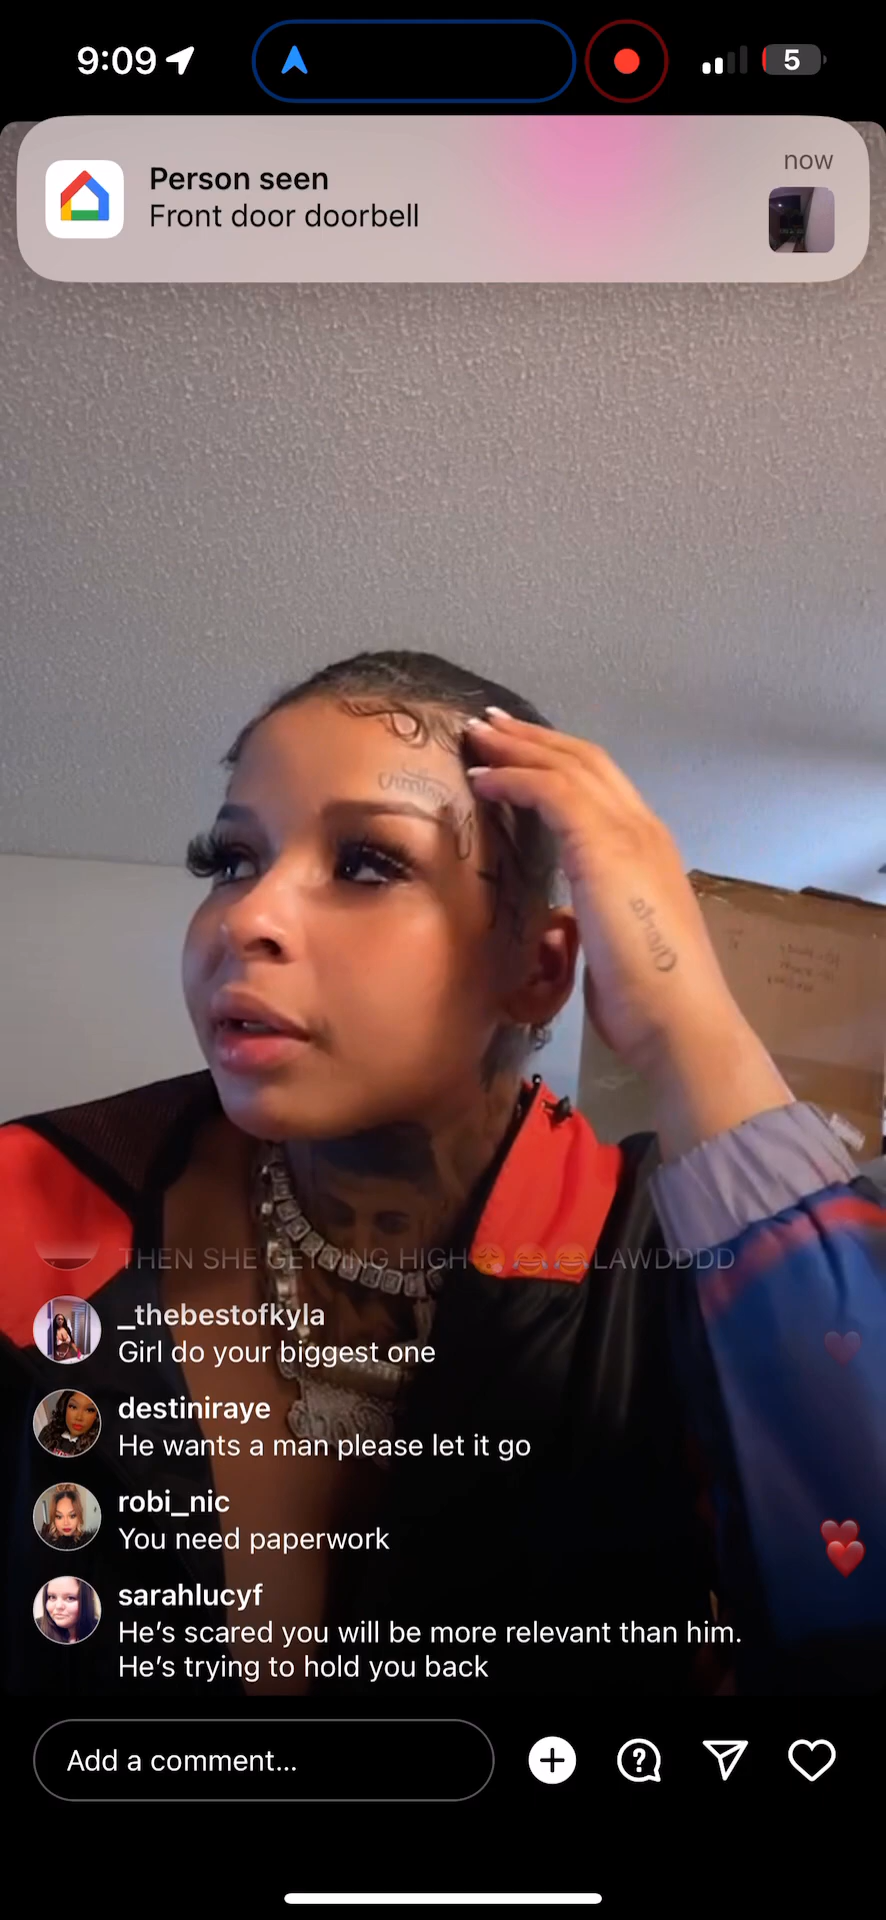 9:09
5
Person seen
now
Front door doorbell
THEN SHE GETTING HIGH🥵😂😂LAWDDDD
_thebestofkyla
Girl do your biggest one
destiniraye
He wants a man please let it go
robi_nic
You need paperwork
sarahlucyf
He’s scared you will be more relevant than him.
He’s trying to hold you back
Add a comment...